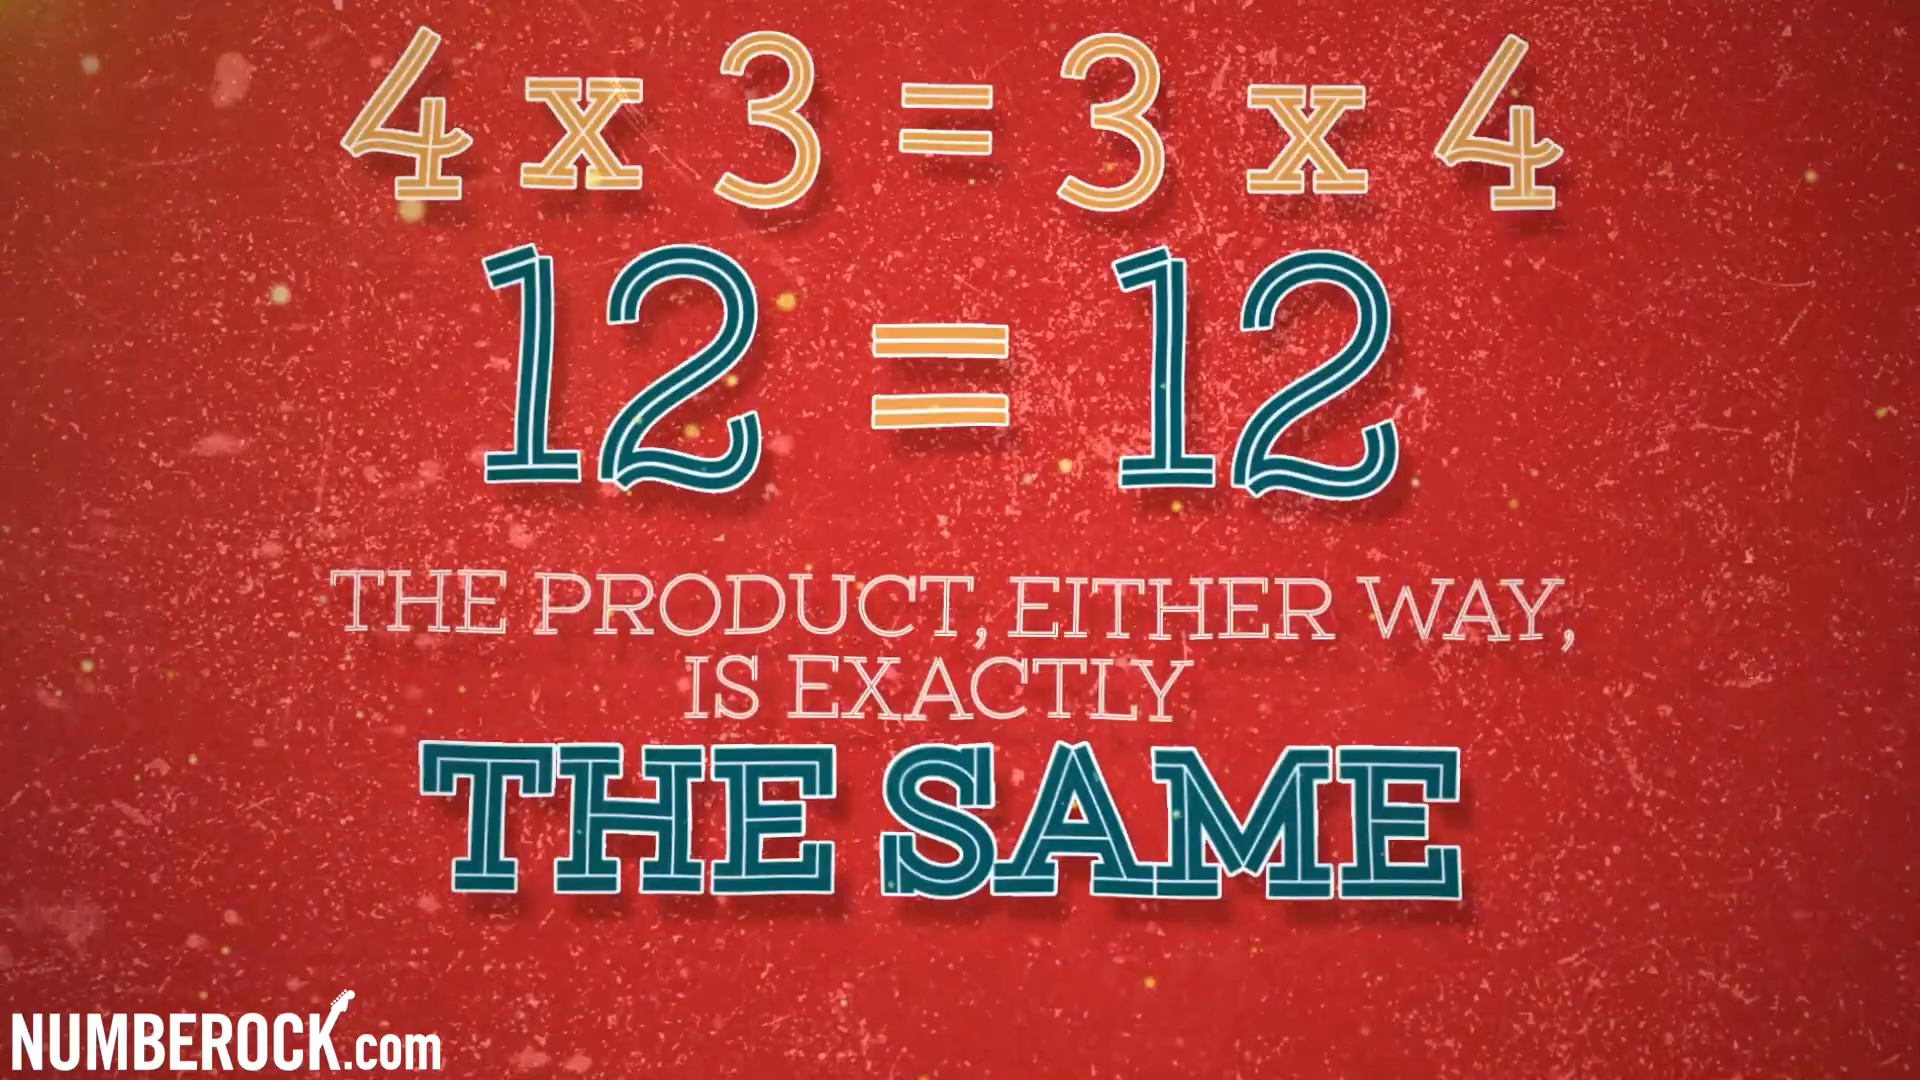 4 x 3 = 3 x 4
12 = 12
THE PRODUCT, EITHER WAY,
IS EXACTLY
THE SAME
NUMBEROCK.com